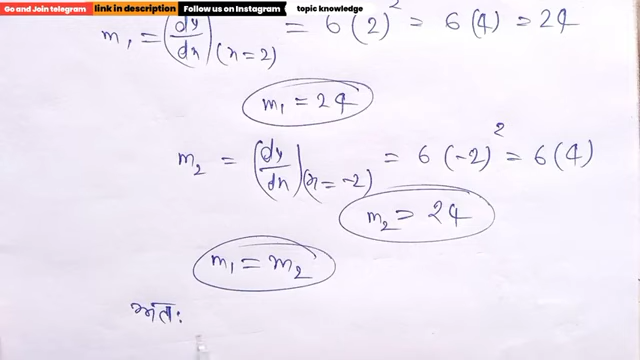 Go and Join telegram link in description Follow us on Instagram topic knowledge
m₁ = (dy/dx)(x=2) = 6(2)² = 6(4) = 24
m₁ = 24
m₂ = (dy/dx)(x=-2) = 6(-2)² = 6(4)
m₂ = 24
m₁ = m₂
अतः